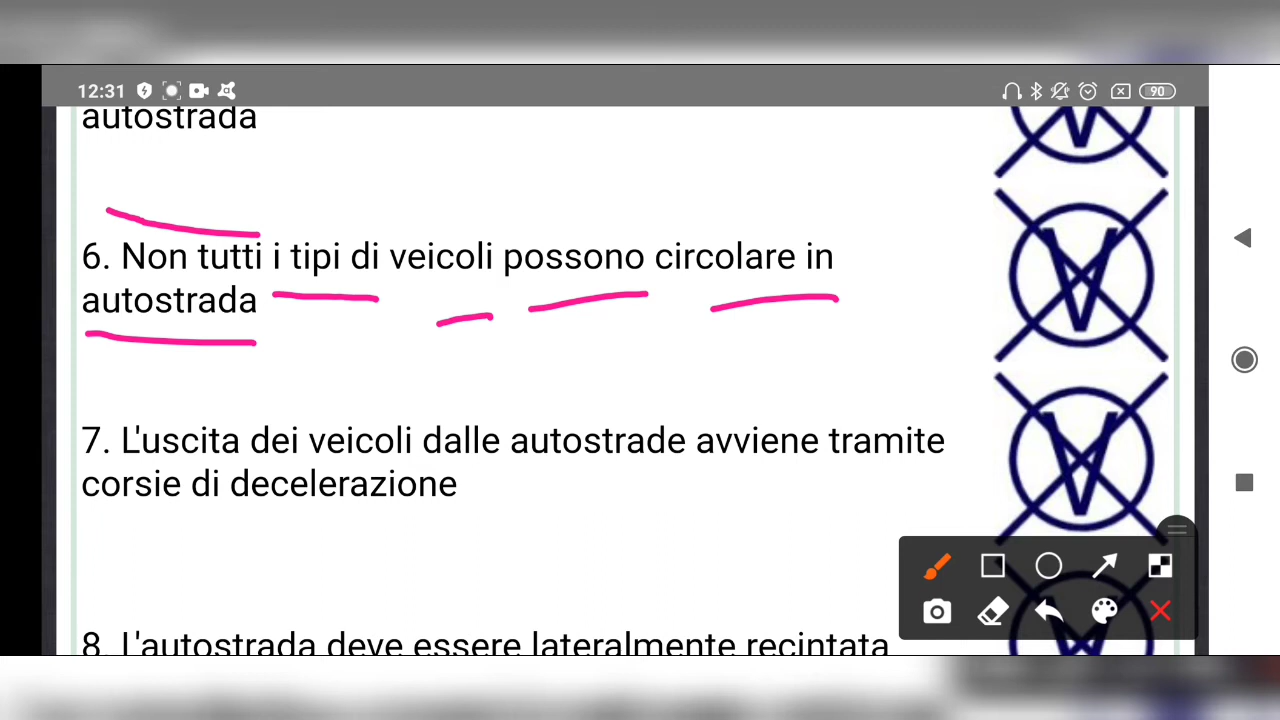 12:31
90
autostrada
6. Non tutti i tipi di veicoli possono circolare in
autostrada
7. L'uscita dei veicoli dalle autostrade avviene tramite
corsie di decelerazione
8. L'autostrada deve essere lateralmente recintata
V
V
V
V